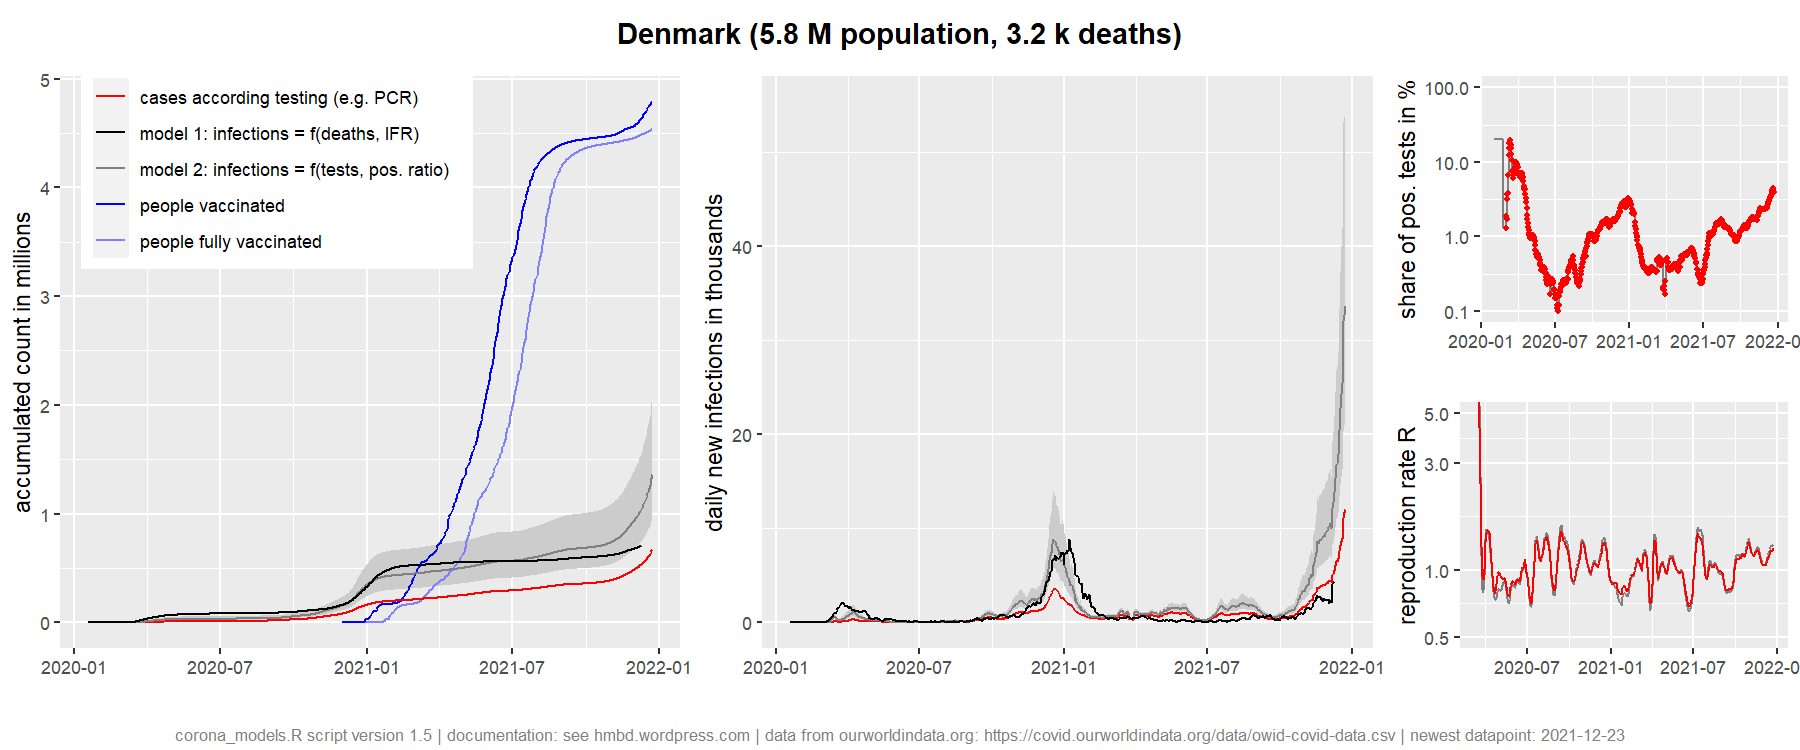 Denmark (5.8 M population, 3.2 k deaths)
accumulated count in millions
5
4
3
2
1
0
cases according testing (e.g. PCR)
model 1: infections = f(deaths, IFR)
model 2: infections = f(tests, pos. ratio)
people vaccinated
people fully vaccinated
2020-01 2020-07 2021-01 2021-07 2022-01
daily new infections in thousands
40
20
0
2020-01 2020-07 2021-01 2021-07 2022-01
share of pos. tests in %
100.0
10.0
1.0
0.1
2020-01 2020-07 2021-01 2021-07 2022-0
reproduction rate R
5.0
3.0
1.0
0.5
2020-07 2021-01 2021-07 2022-0
corona_models.R script version 1.5 | documentation: see hmbd.wordpress.com | data from ourworldindata.org: https://covid.ourworldindata.org/data/owid-covid-data.csv | newest datapoint: 2021-12-23